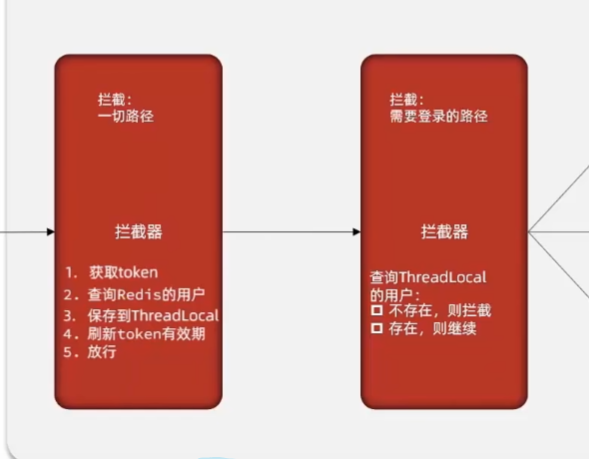 拦截：
一切路径
拦截器
1. 获取token
2. 查询Redis的用户
3. 保存到ThreadLocal
4. 刷新token有效期
5. 放行
拦截：
需要登录的路径
拦截器
查询ThreadLocal
的用户：
不存在，则拦截
存在，则继续